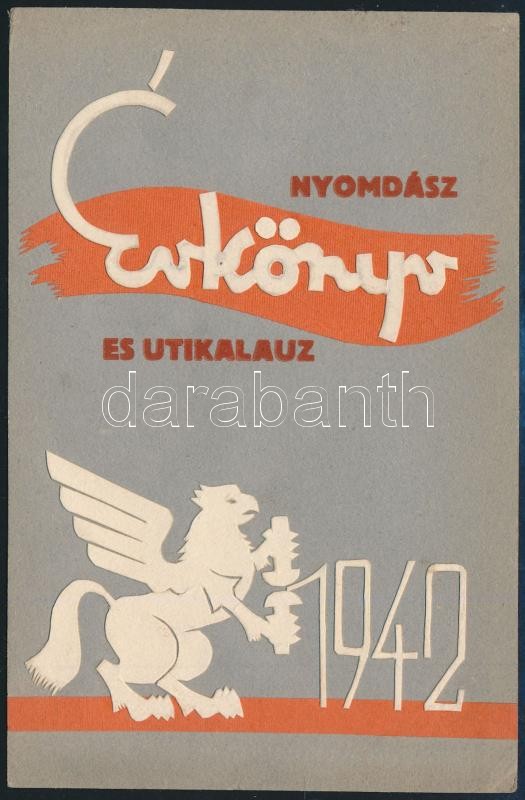 NYOMDÁSZ
Évkönyv
ES UTIKALAUZ
darabanth
1942